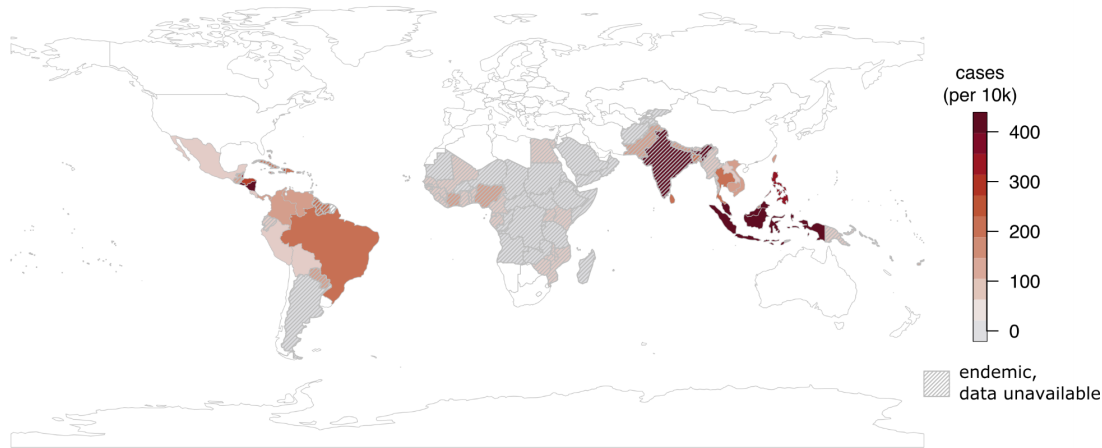 cases
(per 10k)
400
300
200
100
0
endemic,
data unavailable